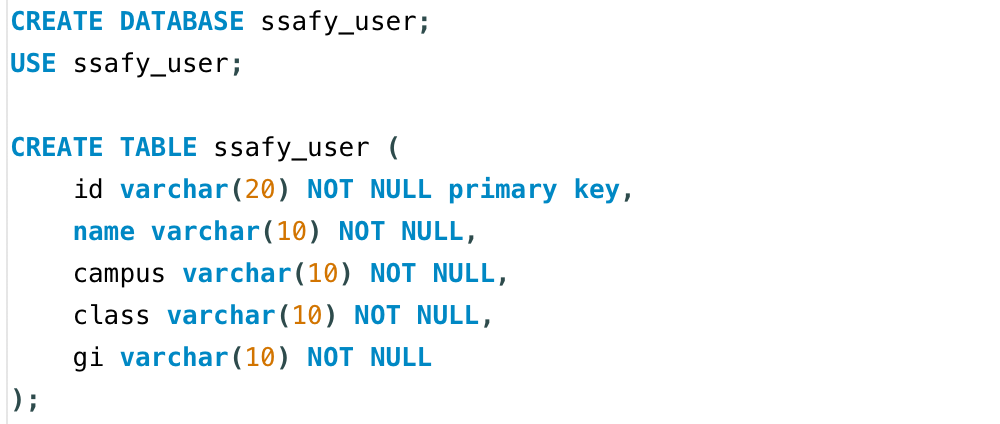 CREATE DATABASE ssafy_user;
USE ssafy_user;
CREATE TABLE ssafy_user (
id varchar(20) NOT NULL primary key,
name varchar(10) NOT NULL,
campus varchar(10) NOT NULL,
class varchar(10) NOT NULL,
gi varchar(10) NOT NULL
);